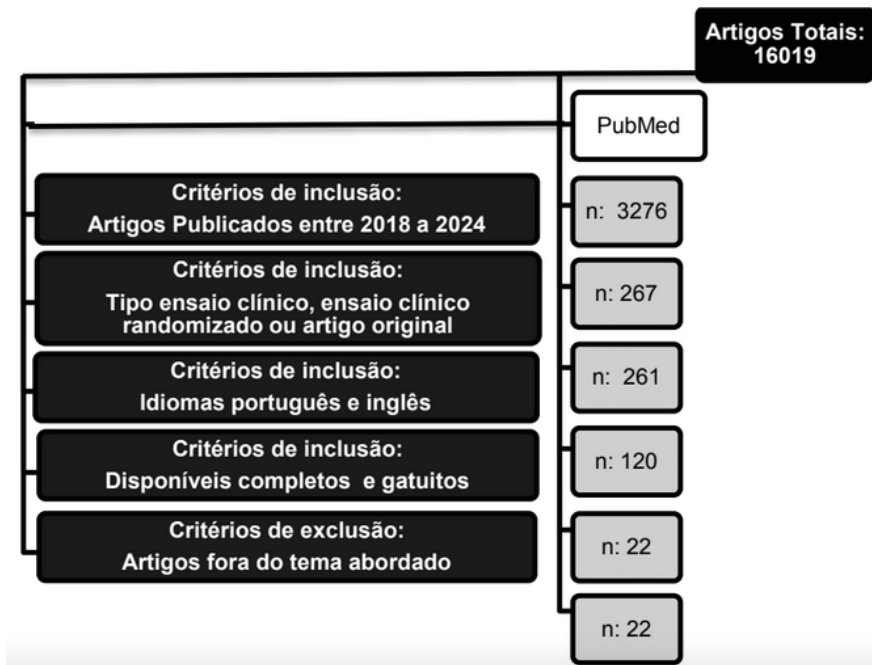 Artigos Totais:
16019
PubMed
Critérios de inclusão:
Artigos Publicados entre 2018 a 2024
n: 3276
Critérios de inclusão:
Tipo ensaio clínico, ensaio clínico
randomizado ou artigo original
n: 267
Critérios de inclusão:
Idiomas português e inglês
n: 261
Critérios de inclusão:
Disponíveis completos e gatuitos
n: 120
Critérios de exclusão:
Artigos fora do tema abordado
n: 22
n: 22